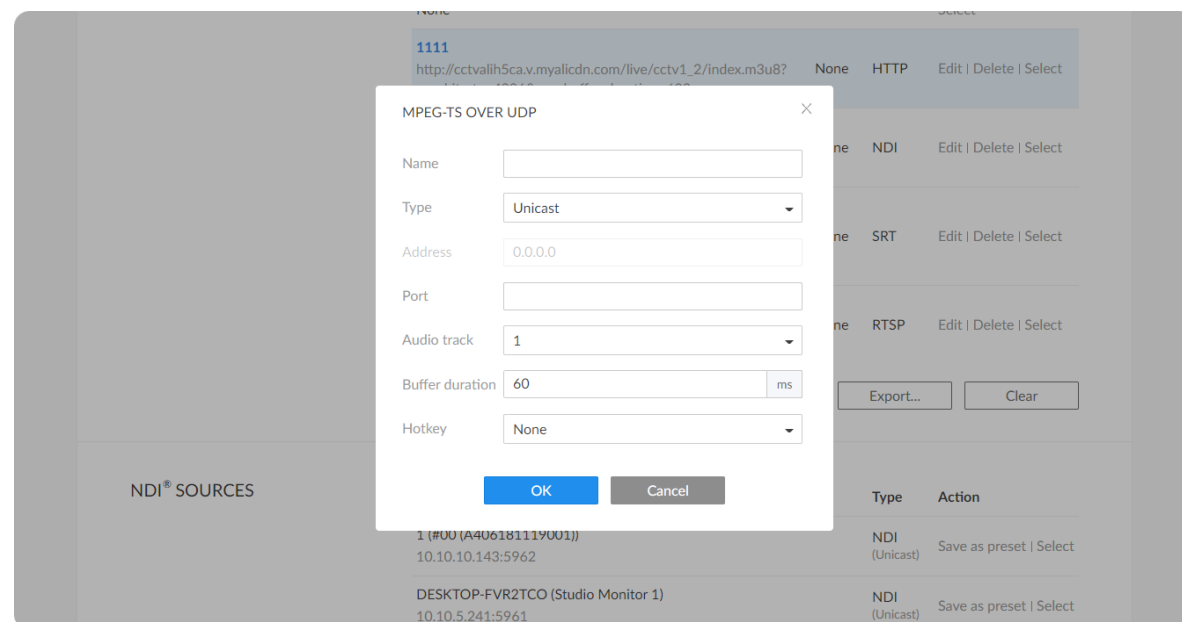 None Select
1111
http://cctvalih5ca.v.myalicdn.com/live/cctv1_2/index.m3u8? None HTTP Edit | Delete | Select
MPEG-TS OVER UDP
Name
ne NDI Edit | Delete | Select
Type Unicast
ne SRT Edit | Delete | Select
Address 0.0.0.0
Port
ne RTSP Edit | Delete | Select
Audio track 1
Buffer duration 60 ms
Export... Clear
Hotkey None
OK Cancel
NDI® SOURCES
Type Action
1 (#00 (A406181119001)) NDI
Save as preset | Select
10.10.10.143:5962 (Unicast)
DESKTOP-FVR2TCO (Studio Monitor 1) NDI
Save as preset | Select
10.10.5.241:5961 (Unicast)